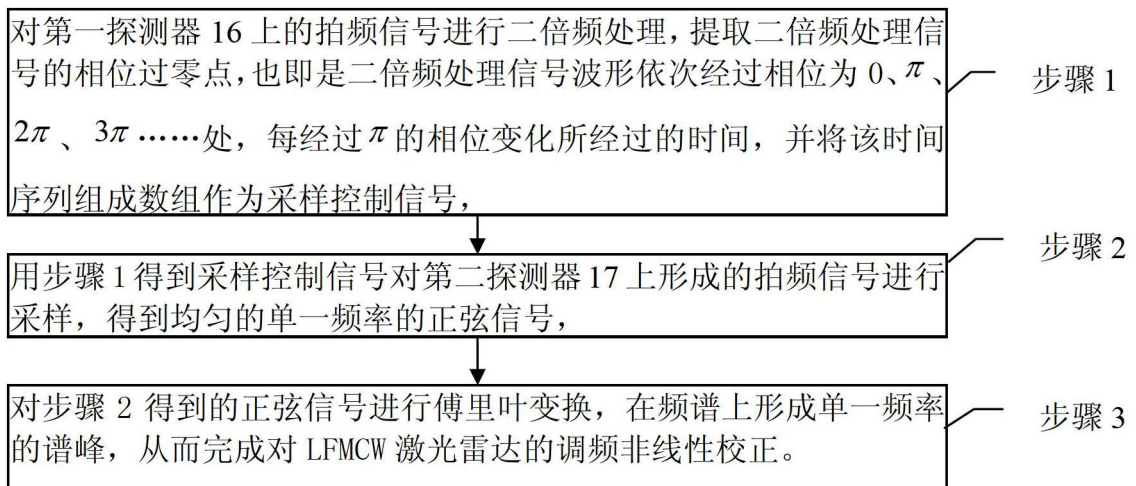 对第一探测器 16 上的拍频信号进行二倍频处理，提取二倍频处理信
号的相位过零点，也即是二倍频处理信号波形依次经过相位为 0、π、
2π 、3π ……处，每经过 π 的相位变化所经过的时间，并将该时间
序列组成数组作为采样控制信号，
步骤 1
用步骤 1 得到采样控制信号对第二探测器 17 上形成的拍频信号进行
采样，得到均匀的单一频率的正弦信号，
步骤 2
对步骤 2 得到的正弦信号进行傅里叶变换，在频谱上形成单一频率
的谱峰，从而完成对 LFMCW 激光雷达的调频非线性校正。
步骤 3